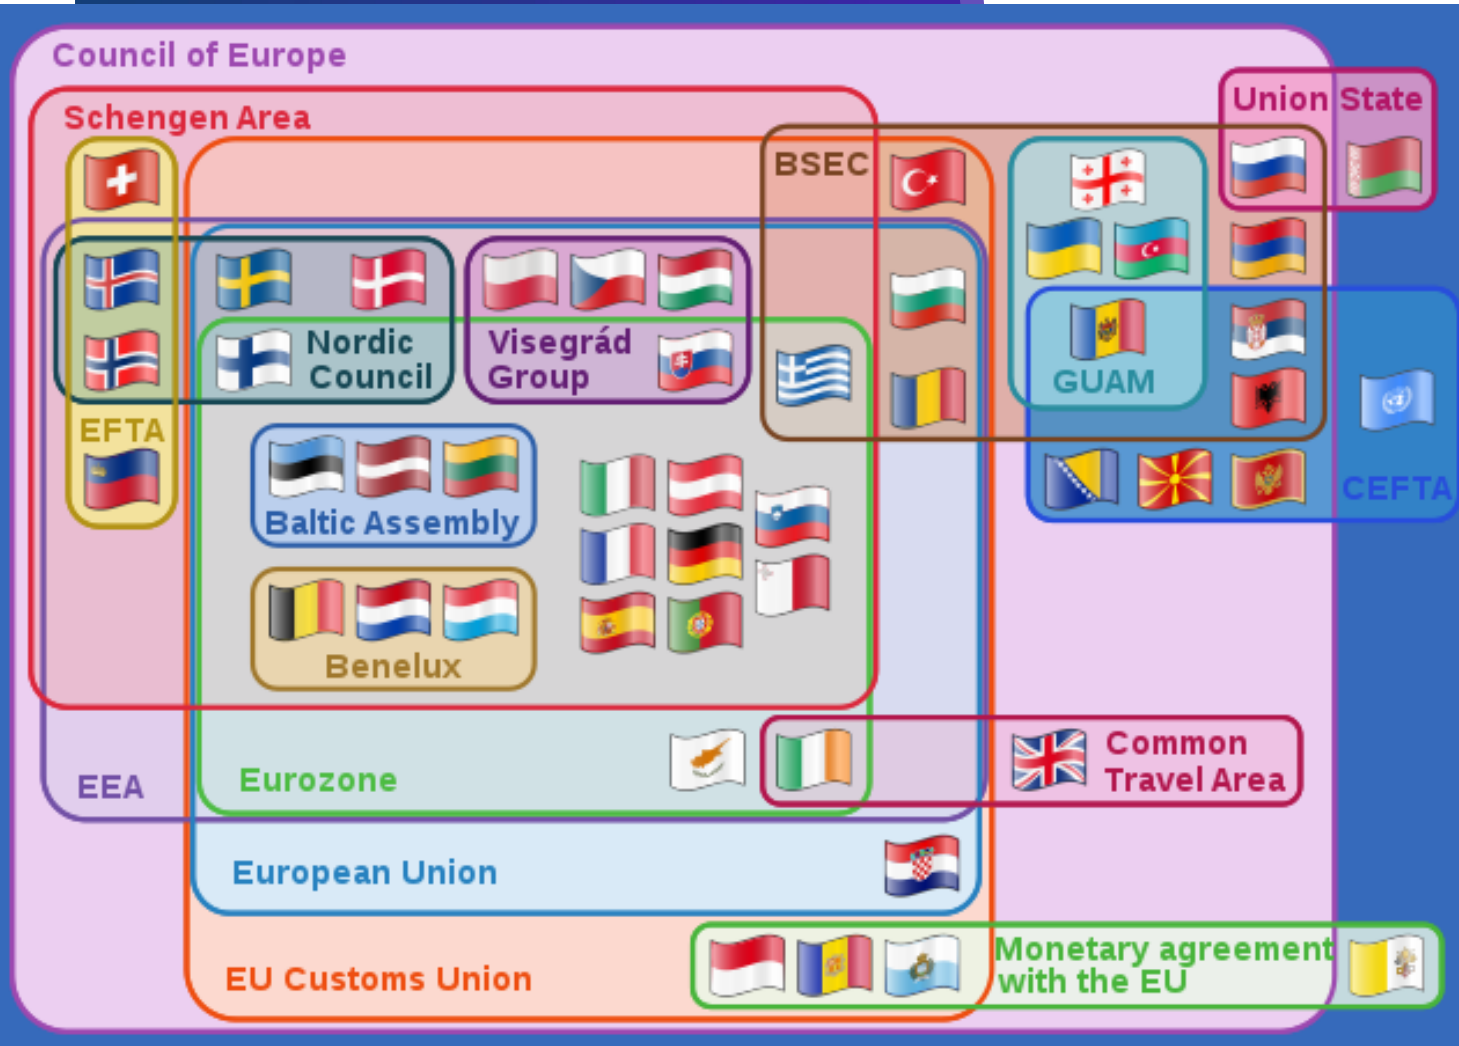 Council of Europe
Schengen Area
Union State
BSEC
Nordic
Council
Visegrád
Group
GUAM
EFTA
CEFTA
Baltic Assembly
Benelux
Common
Travel Area
EEA
Eurozone
European Union
Monetary agreement
with the EU
EU Customs Union